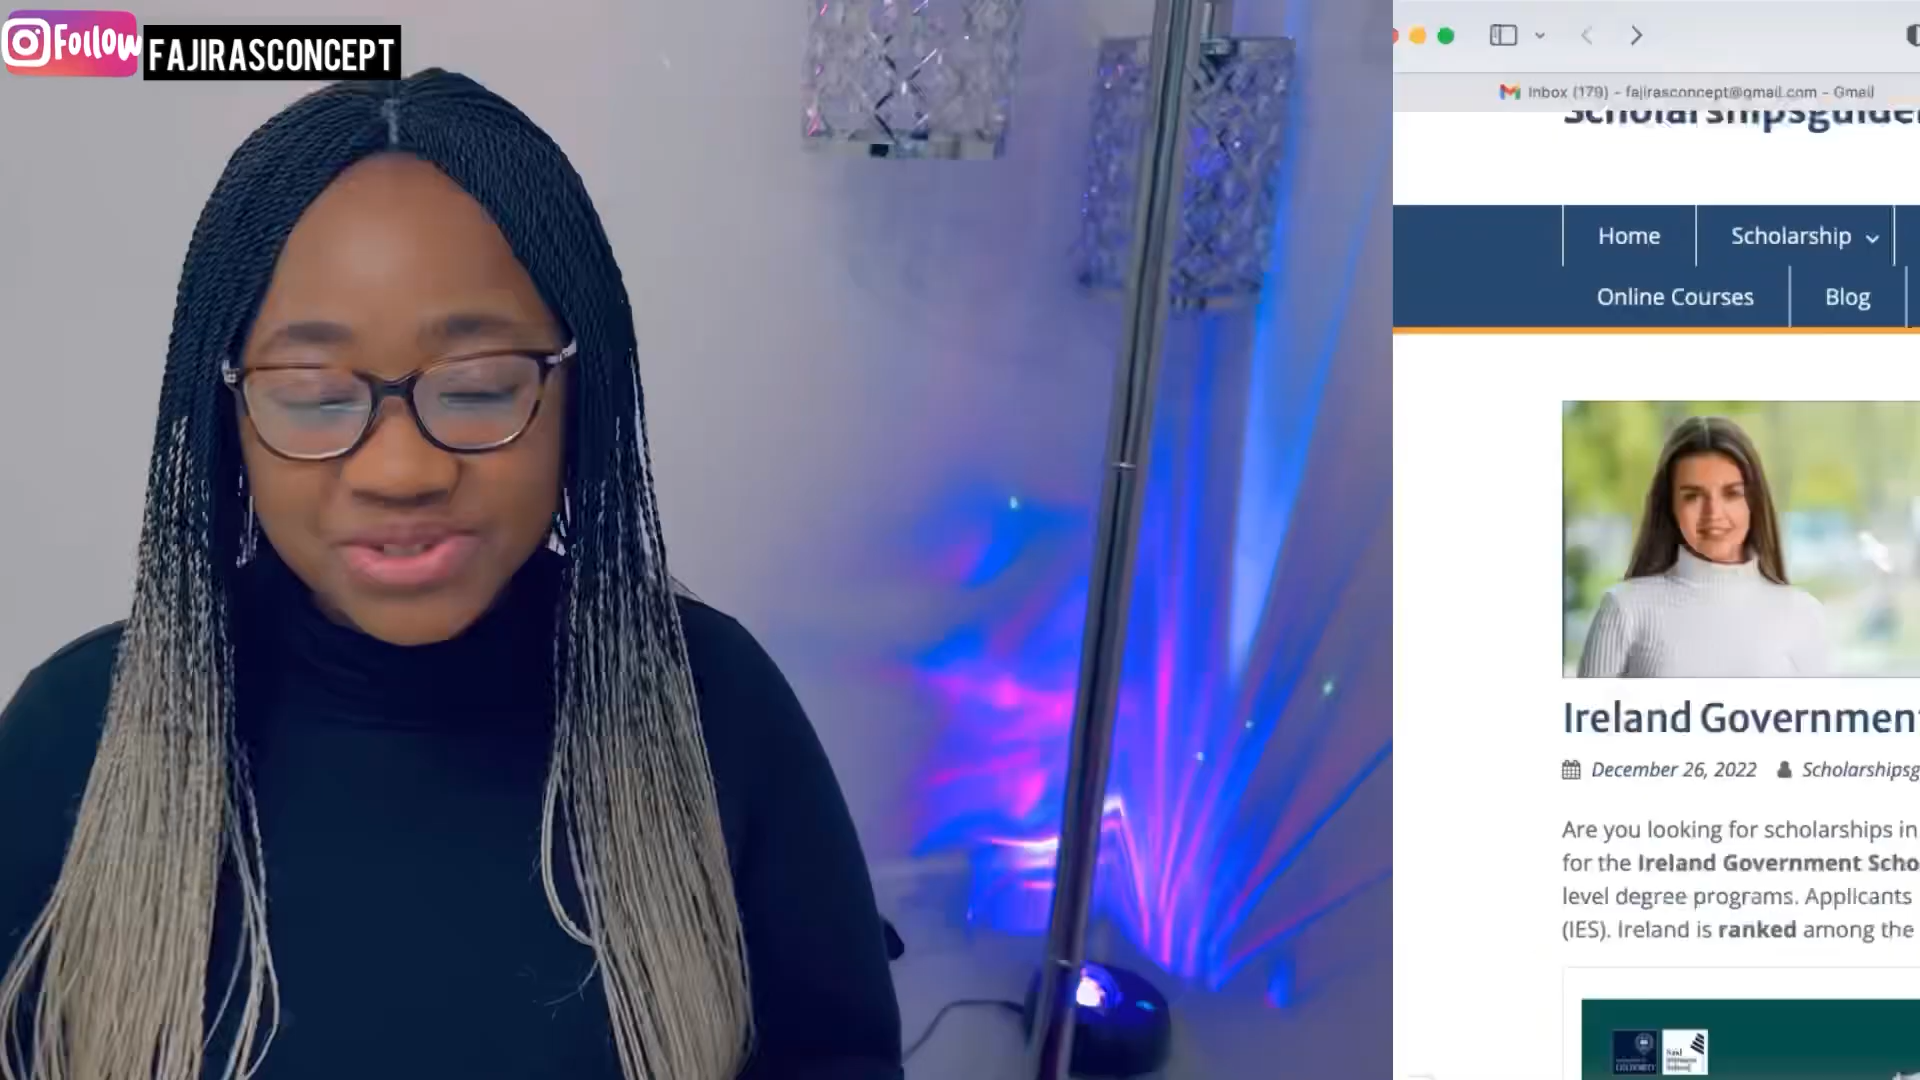 Follow
FAJIRASCONCEPT
Inbox (179) - fajirasconcept@gmail.com - Gmail
Scholarshipsguide
Home
Scholarship
Online Courses
Blog
Ireland Government
December 26, 2022
Scholarshipsg
Are you looking for scholarships in
for the Ireland Government Scho
level degree programs. Applicants
(IES). Ireland is ranked among the